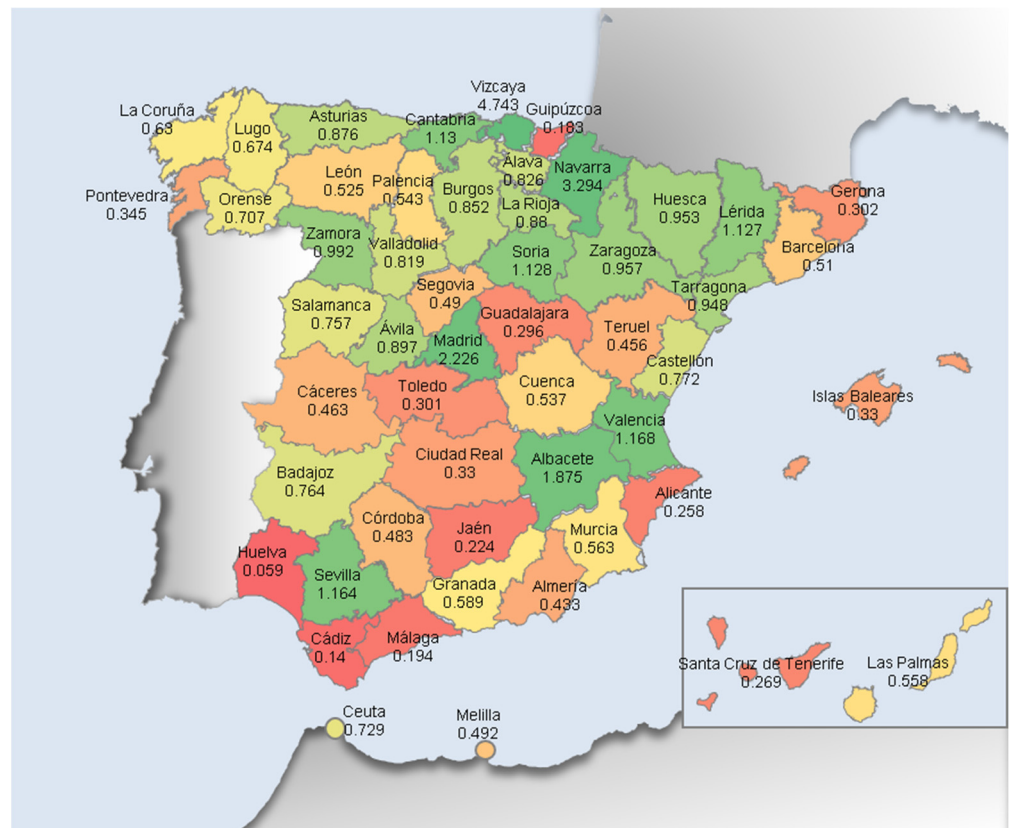 Vizcaya
4.743
La Coruña
0.63
Lugo
0.674
Asturias
0.876
Cantabria
1.13
Guipúzcoa
0.183
Pontevedra
0.345
Orense
0.707
León
0.525
Palencia
0.543
Burgos
0.852
Álava
0.826
Navarra
3.294
La Rioja
0.88
Huesca
0.953
Lérida
1.127
Gerona
0.302
Barcelona
0.51
Zamora
0.992
Valladolid
0.819
Soria
1.128
Zaragoza
0.957
Tarragona
0.948
Segovia
0.49
Salamanca
0.757
Ávila
0.897
Madrid
2.226
Guadalajara
0.296
Teruel
0.456
Castellón
0.772
Cáceres
0.463
Toledo
0.301
Cuenca
0.537
Islas Baleares
0.33
Valencia
1.168
Badajoz
0.764
Ciudad Real
0.33
Albacete
1.875
Alicante
0.258
Córdoba
0.483
Jaén
0.224
Murcia
0.563
Huelva
0.059
Sevilla
1.164
Granada
0.589
Almería
0.433
Cádiz
0.14
Málaga
0.194
Santa Cruz de Tenerife
0.269
Las Palmas
0.558
Ceuta
0.729
Melilla
0.492